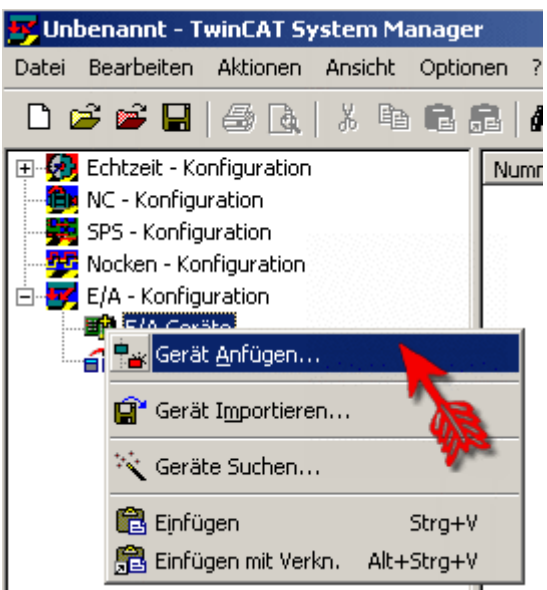 Unbenannt - TwinCAT System Manager
Datei Bearbeiten Aktionen Ansicht Optionen ?
Echtzeit - Konfiguration
NC - Konfiguration
SPS - Konfiguration
Nocken - Konfiguration
E/A - Konfiguration
E/A Geräte
Gerät Anfügen...
Gerät Importieren...
Geräte Suchen...
Einfügen Strg+V
Einfügen mit Verkn. Alt+Strg+V